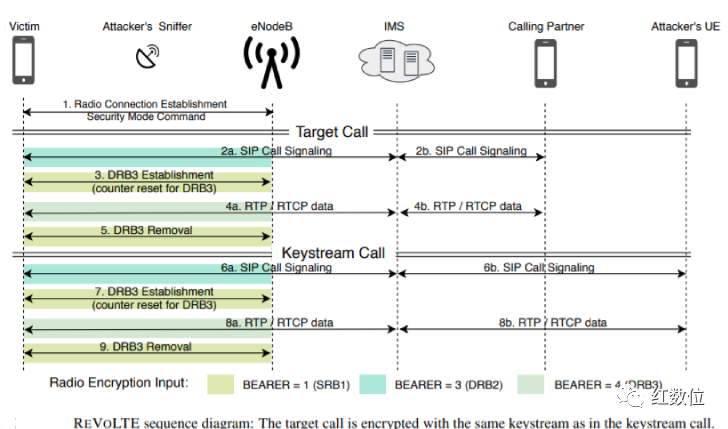 Victim Attacker's Sniffer eNodeB IMS Calling Partner Attacker's UE
1. Radio Connection Establishment
Security Mode Command
Target Call
2a. SIP Call Signaling 2b. SIP Call Signaling
3. DRB3 Establishment
(counter reset for DRB3)
4a. RTP / RTCP data 4b. RTP / RTCP data
5. DRB3 Removal
Keystream Call
6a. SIP Call Signaling 6b. SIP Call Signaling
7. DRB3 Establishment
(counter reset for DRB3)
8a. RTP / RTCP data 8b. RTP / RTCP data
9. DRB3 Removal
Radio Encryption Input: BEARER = 1 (SRB1) BEARER = 3 (DRB2) BEARER = 4 (DRB3)
红数位
REVOLTE sequence diagram: The target call is encrypted with the same keystream as in the keystream call.